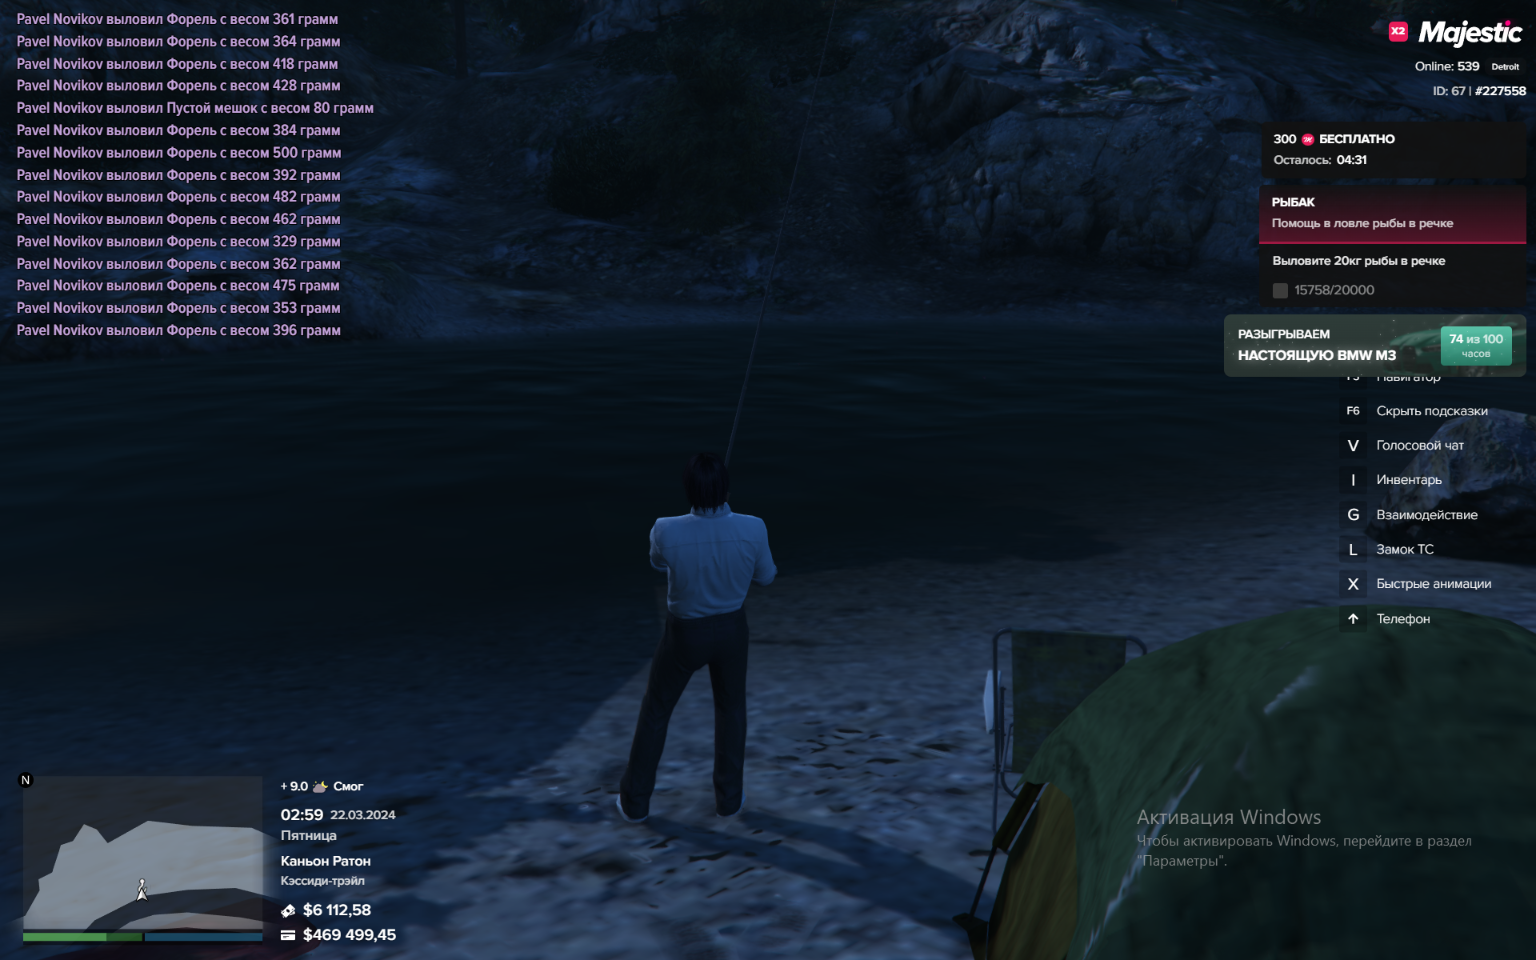 Pavel Novikov выловил Форель с весом 361 грамм
Pavel Novikov выловил Форель с весом 364 грамм
Pavel Novikov выловил Форель с весом 418 грамм
Pavel Novikov выловил Форель с весом 428 грамм
Pavel Novikov выловил Пустой мешок с весом 80 грамм
Pavel Novikov выловил Форель с весом 384 грамм
Pavel Novikov выловил Форель с весом 500 грамм
Pavel Novikov выловил Форель с весом 392 грамм
Pavel Novikov выловил Форель с весом 482 грамм
Pavel Novikov выловил Форель с весом 462 грамм
Pavel Novikov выловил Форель с весом 329 грамм
Pavel Novikov выловил Форель с весом 362 грамм
Pavel Novikov выловил Форель с весом 475 грамм
Pavel Novikov выловил Форель с весом 353 грамм
Pavel Novikov выловил Форель с весом 396 грамм
X2 Majestic
Online: 539 Detroit
ID: 67 | #227558
300 БЕСПЛАТНО
Осталось: 04:31
РЫБАК
Помощь в ловле рыбы в речке
Выловите 20кг рыбы в речке
15758/20000
РАЗЫГРЫВАЕМ
НАСТОЯЩУЮ BMW M3
74 из 100
часов
Навигатор
F6 Скрыть подсказки
V Голосовой чат
I Инвентарь
G Взаимодействие
L Замок ТС
X Быстрые анимации
↑ Телефон
N
+ 9.0 Смог
02:59 22.03.2024
Пятница
Каньон Ратон
Кэссиди-трэйл
$6 112,58
$469 499,45
Активация Windows
Чтобы активировать Windows, перейдите в раздел
"Параметры".